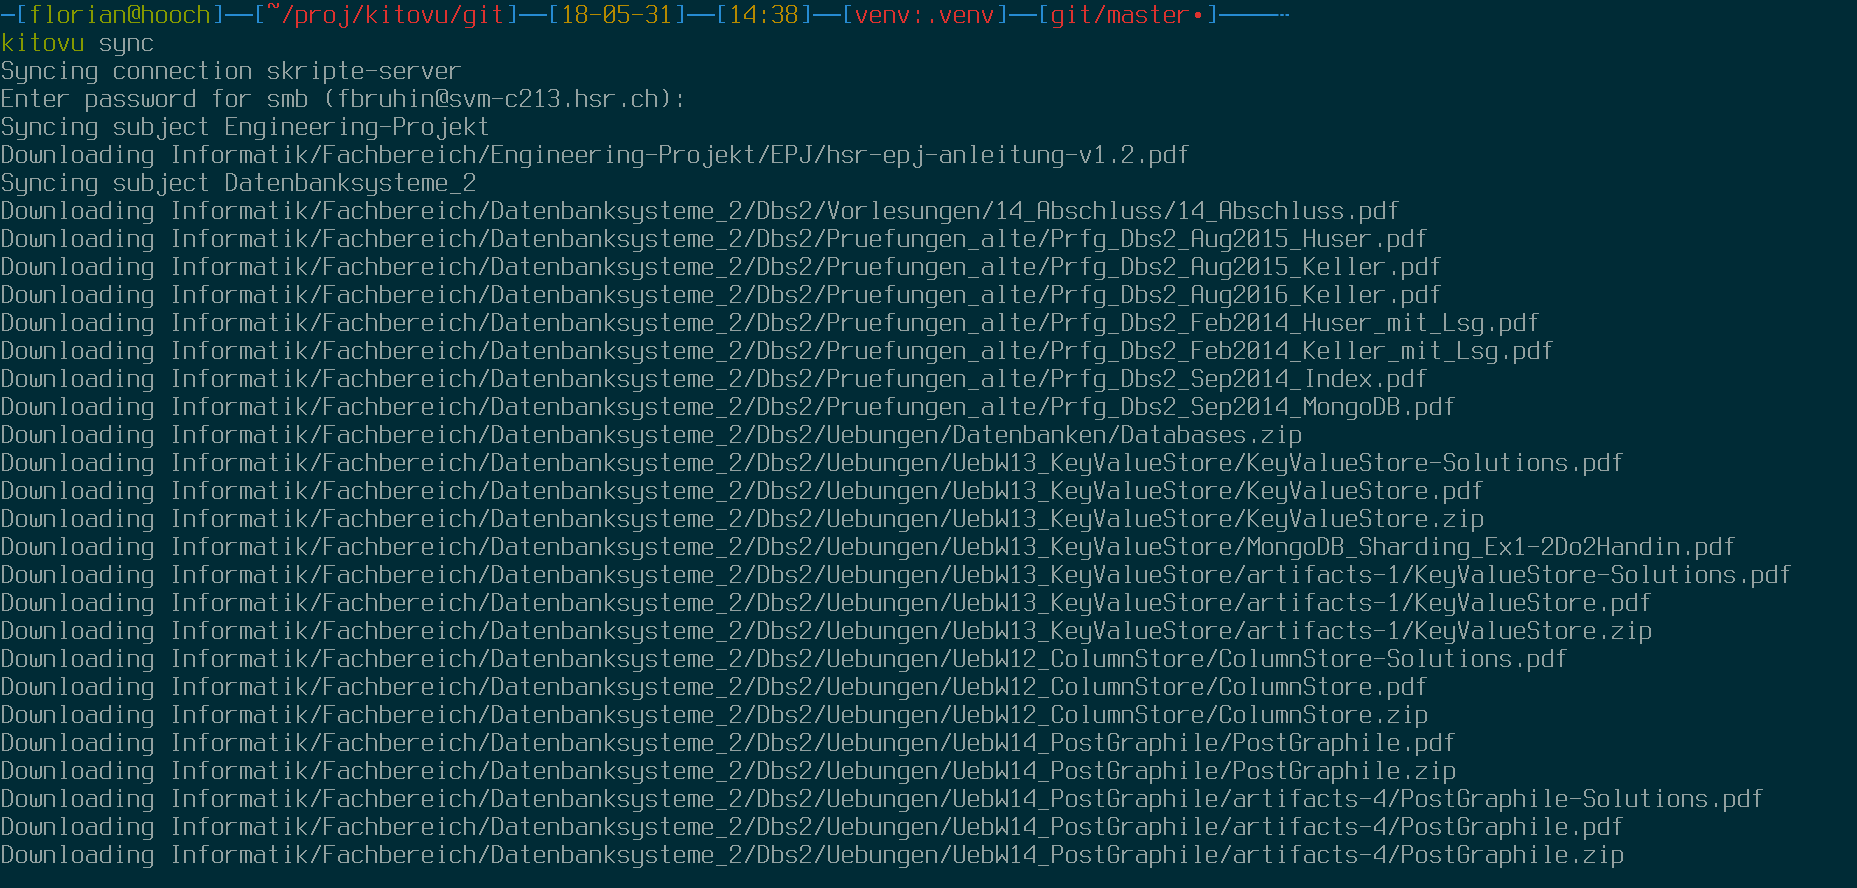 ─[florian@hooch]──[~/proj/kitovu/git]──[18-05-31]──[14:38]──[venv:.venv]──[git/master•]────╌
kitovu sync
Syncing connection skripte-server
Enter password for smb (fbruhin@svm-c213.hsr.ch):
Syncing subject Engineering-Projekt
Downloading Informatik/Fachbereich/Engineering-Projekt/EPJ/hsr-epj-anleitung-v1.2.pdf
Syncing subject Datenbanksysteme_2
Downloading Informatik/Fachbereich/Datenbanksysteme_2/Dbs2/Vorlesungen/14_Abschluss/14_Abschluss.pdf
Downloading Informatik/Fachbereich/Datenbanksysteme_2/Dbs2/Pruefungen_alte/Prfg_Dbs2_Aug2015_Huser.pdf
Downloading Informatik/Fachbereich/Datenbanksysteme_2/Dbs2/Pruefungen_alte/Prfg_Dbs2_Aug2015_Keller.pdf
Downloading Informatik/Fachbereich/Datenbanksysteme_2/Dbs2/Pruefungen_alte/Prfg_Dbs2_Aug2016_Keller.pdf
Downloading Informatik/Fachbereich/Datenbanksysteme_2/Dbs2/Pruefungen_alte/Prfg_Dbs2_Feb2014_Huser_mit_Lsg.pdf
Downloading Informatik/Fachbereich/Datenbanksysteme_2/Dbs2/Pruefungen_alte/Prfg_Dbs2_Feb2014_Keller_mit_Lsg.pdf
Downloading Informatik/Fachbereich/Datenbanksysteme_2/Dbs2/Pruefungen_alte/Prfg_Dbs2_Sep2014_Index.pdf
Downloading Informatik/Fachbereich/Datenbanksysteme_2/Dbs2/Pruefungen_alte/Prfg_Dbs2_Sep2014_MongoDB.pdf
Downloading Informatik/Fachbereich/Datenbanksysteme_2/Dbs2/Uebungen/Datenbanken/Databases.zip
Downloading Informatik/Fachbereich/Datenbanksysteme_2/Dbs2/Uebungen/UebW13_KeyValueStore/KeyValueStore-Solutions.pdf
Downloading Informatik/Fachbereich/Datenbanksysteme_2/Dbs2/Uebungen/UebW13_KeyValueStore/KeyValueStore.pdf
Downloading Informatik/Fachbereich/Datenbanksysteme_2/Dbs2/Uebungen/UebW13_KeyValueStore/KeyValueStore.zip
Downloading Informatik/Fachbereich/Datenbanksysteme_2/Dbs2/Uebungen/UebW13_KeyValueStore/MongoDB_Sharding_Ex1-2Do2Handin.pdf
Downloading Informatik/Fachbereich/Datenbanksysteme_2/Dbs2/Uebungen/UebW13_KeyValueStore/artifacts-1/KeyValueStore-Solutions.pdf
Downloading Informatik/Fachbereich/Datenbanksysteme_2/Dbs2/Uebungen/UebW13_KeyValueStore/artifacts-1/KeyValueStore.pdf
Downloading Informatik/Fachbereich/Datenbanksysteme_2/Dbs2/Uebungen/UebW13_KeyValueStore/artifacts-1/KeyValueStore.zip
Downloading Informatik/Fachbereich/Datenbanksysteme_2/Dbs2/Uebungen/UebW12_ColumnStore/ColumnStore-Solutions.pdf
Downloading Informatik/Fachbereich/Datenbanksysteme_2/Dbs2/Uebungen/UebW12_ColumnStore/ColumnStore.pdf
Downloading Informatik/Fachbereich/Datenbanksysteme_2/Dbs2/Uebungen/UebW12_ColumnStore/ColumnStore.zip
Downloading Informatik/Fachbereich/Datenbanksysteme_2/Dbs2/Uebungen/UebW14_PostGraphile/PostGraphile.pdf
Downloading Informatik/Fachbereich/Datenbanksysteme_2/Dbs2/Uebungen/UebW14_PostGraphile/PostGraphile.zip
Downloading Informatik/Fachbereich/Datenbanksysteme_2/Dbs2/Uebungen/UebW14_PostGraphile/artifacts-4/PostGraphile-Solutions.pdf
Downloading Informatik/Fachbereich/Datenbanksysteme_2/Dbs2/Uebungen/UebW14_PostGraphile/artifacts-4/PostGraphile.pdf
Downloading Informatik/Fachbereich/Datenbanksysteme_2/Dbs2/Uebungen/UebW14_PostGraphile/artifacts-4/PostGraphile.zip